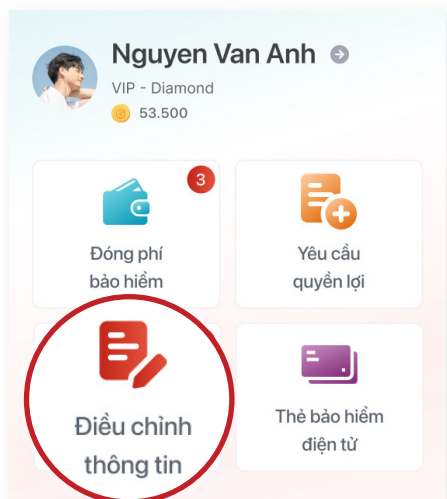 Nguyen Van Anh
VIP - Diamond
53.500
3
Đóng phí
bảo hiểm
Yêu cầu
quyền lợi
Điều chỉnh
thông tin
Thẻ bảo hiểm
điện tử